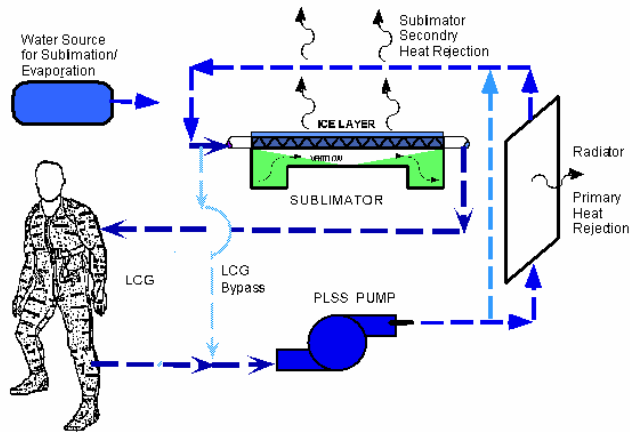 Water Source
for Sublimation/
Evaporation
Sublimator
Secondry
Heat Rejection
ICE LAYER
SUBLIMATOR
Radiator
Primary
Heat
Rejection
LCG
LCG
Bypass
PLSS PUMP